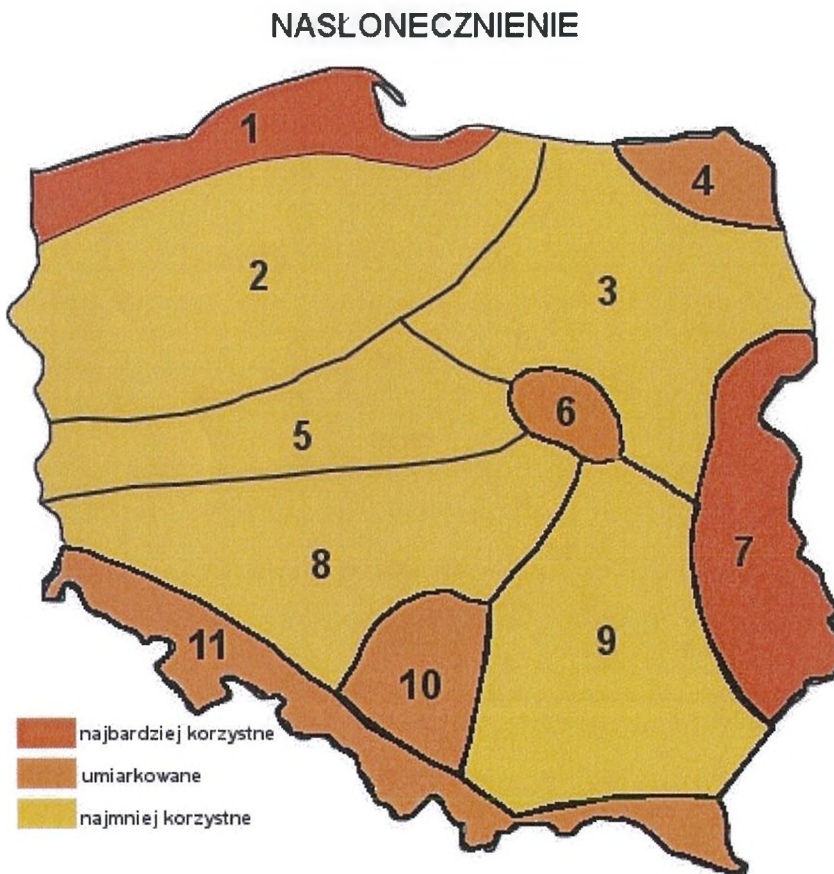 NASŁONECZNIENIE
1
4
2
3
6
5
7
8
9
11
10
najbardziej korzystne
umiarkowane
najmniej korzystne